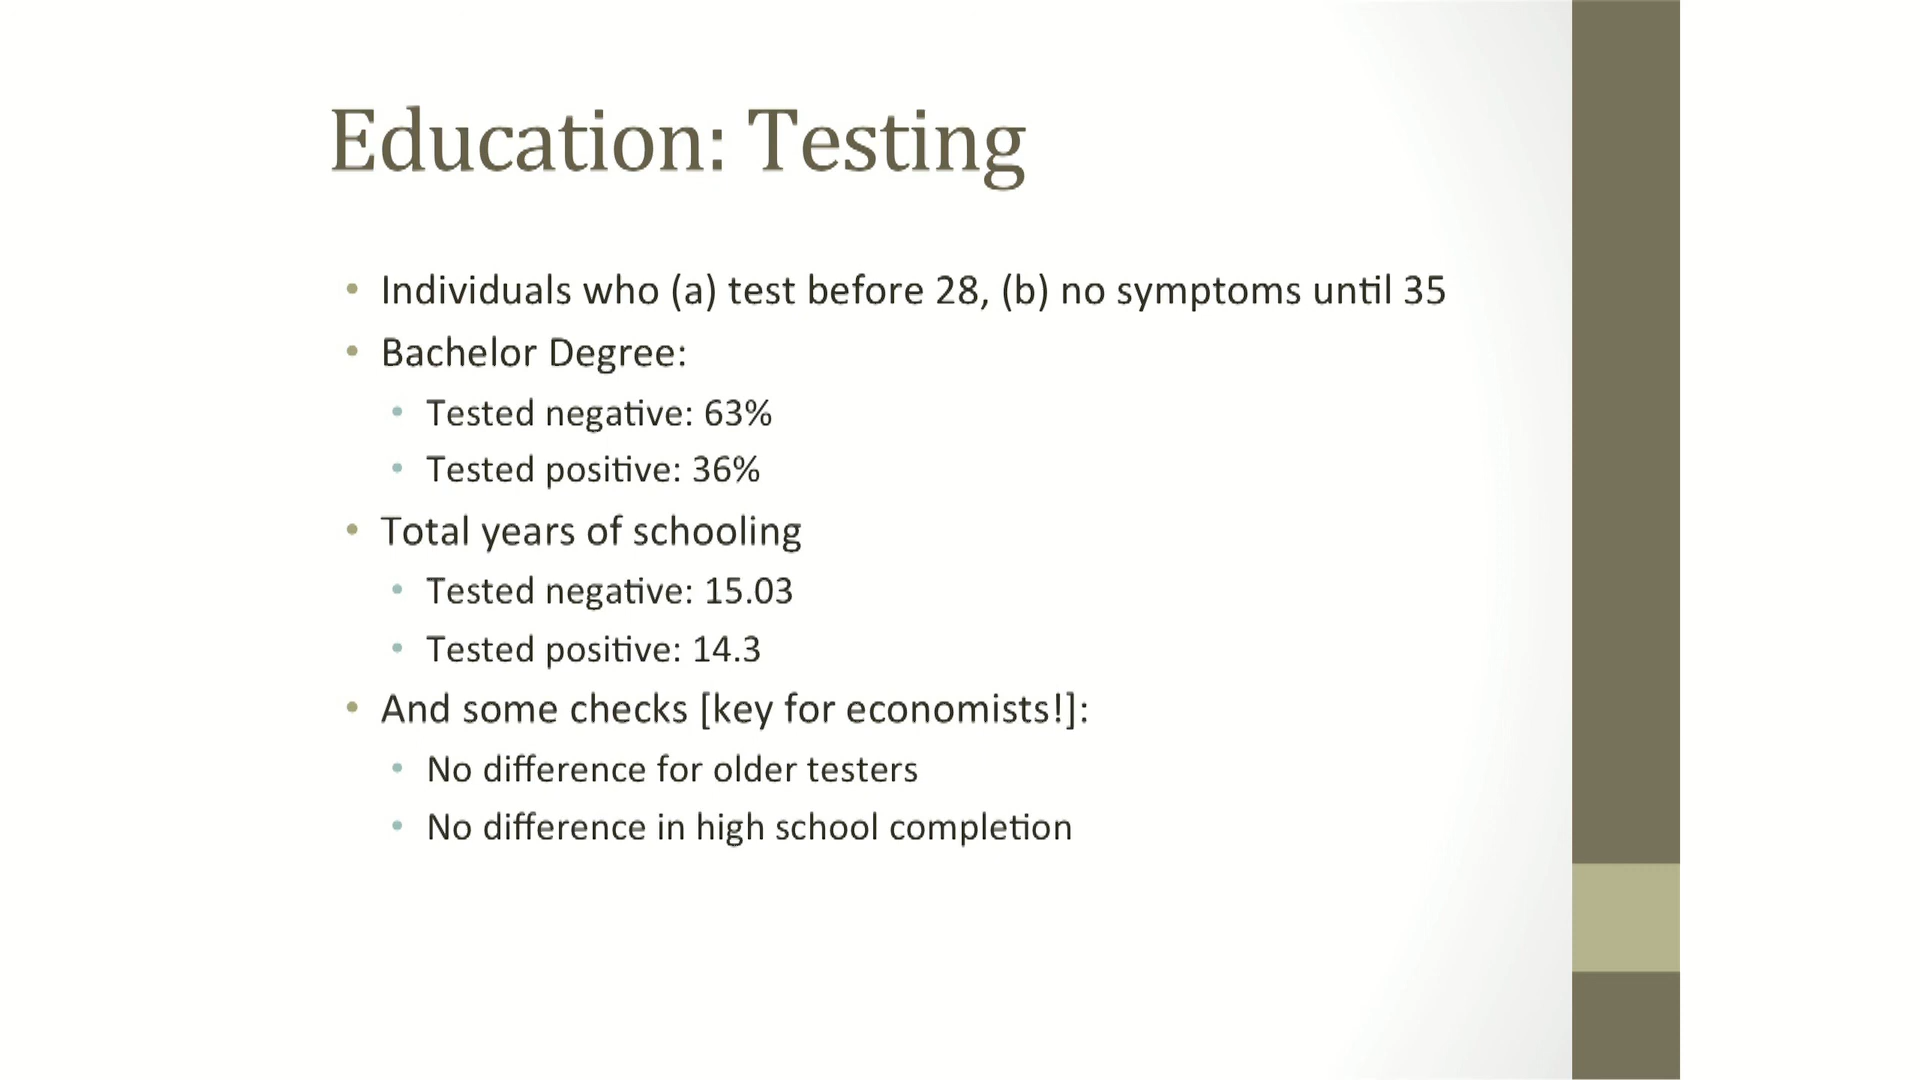 Education: Testing
• Individuals who (a) test before 28, (b) no symptoms until 35
• Bachelor Degree:
• Tested negative: 63%
• Tested positive: 36%
• Total years of schooling
• Tested negative: 15.03
• Tested positive: 14.3
• And some checks [key for economists!]:
• No difference for older testers
• No difference in high school completion